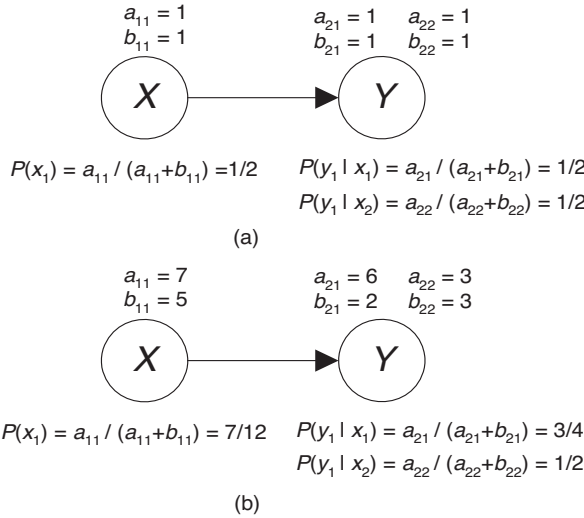 a₁₁ = 1 a₂₁ = 1 a₂₂ = 1
b₁₁ = 1 b₂₁ = 1 b₂₂ = 1
X Y
P(x₁) = a₁₁ / (a₁₁+b₁₁) =1/2 P(y₁ | x₁) = a₂₁ / (a₂₁+b₂₁) = 1/2
P(y₁ | x₂) = a₂₂ / (a₂₂+b₂₂) = 1/2
(a)
a₁₁ = 7 a₂₁ = 6 a₂₂ = 3
b₁₁ = 5 b₂₁ = 2 b₂₂ = 3
X Y
P(x₁) = a₁₁ / (a₁₁+b₁₁) = 7/12 P(y₁ | x₁) = a₂₁ / (a₂₁+b₂₁) = 3/4
P(y₁ | x₂) = a₂₂ / (a₂₂+b₂₂) = 1/2
(b)